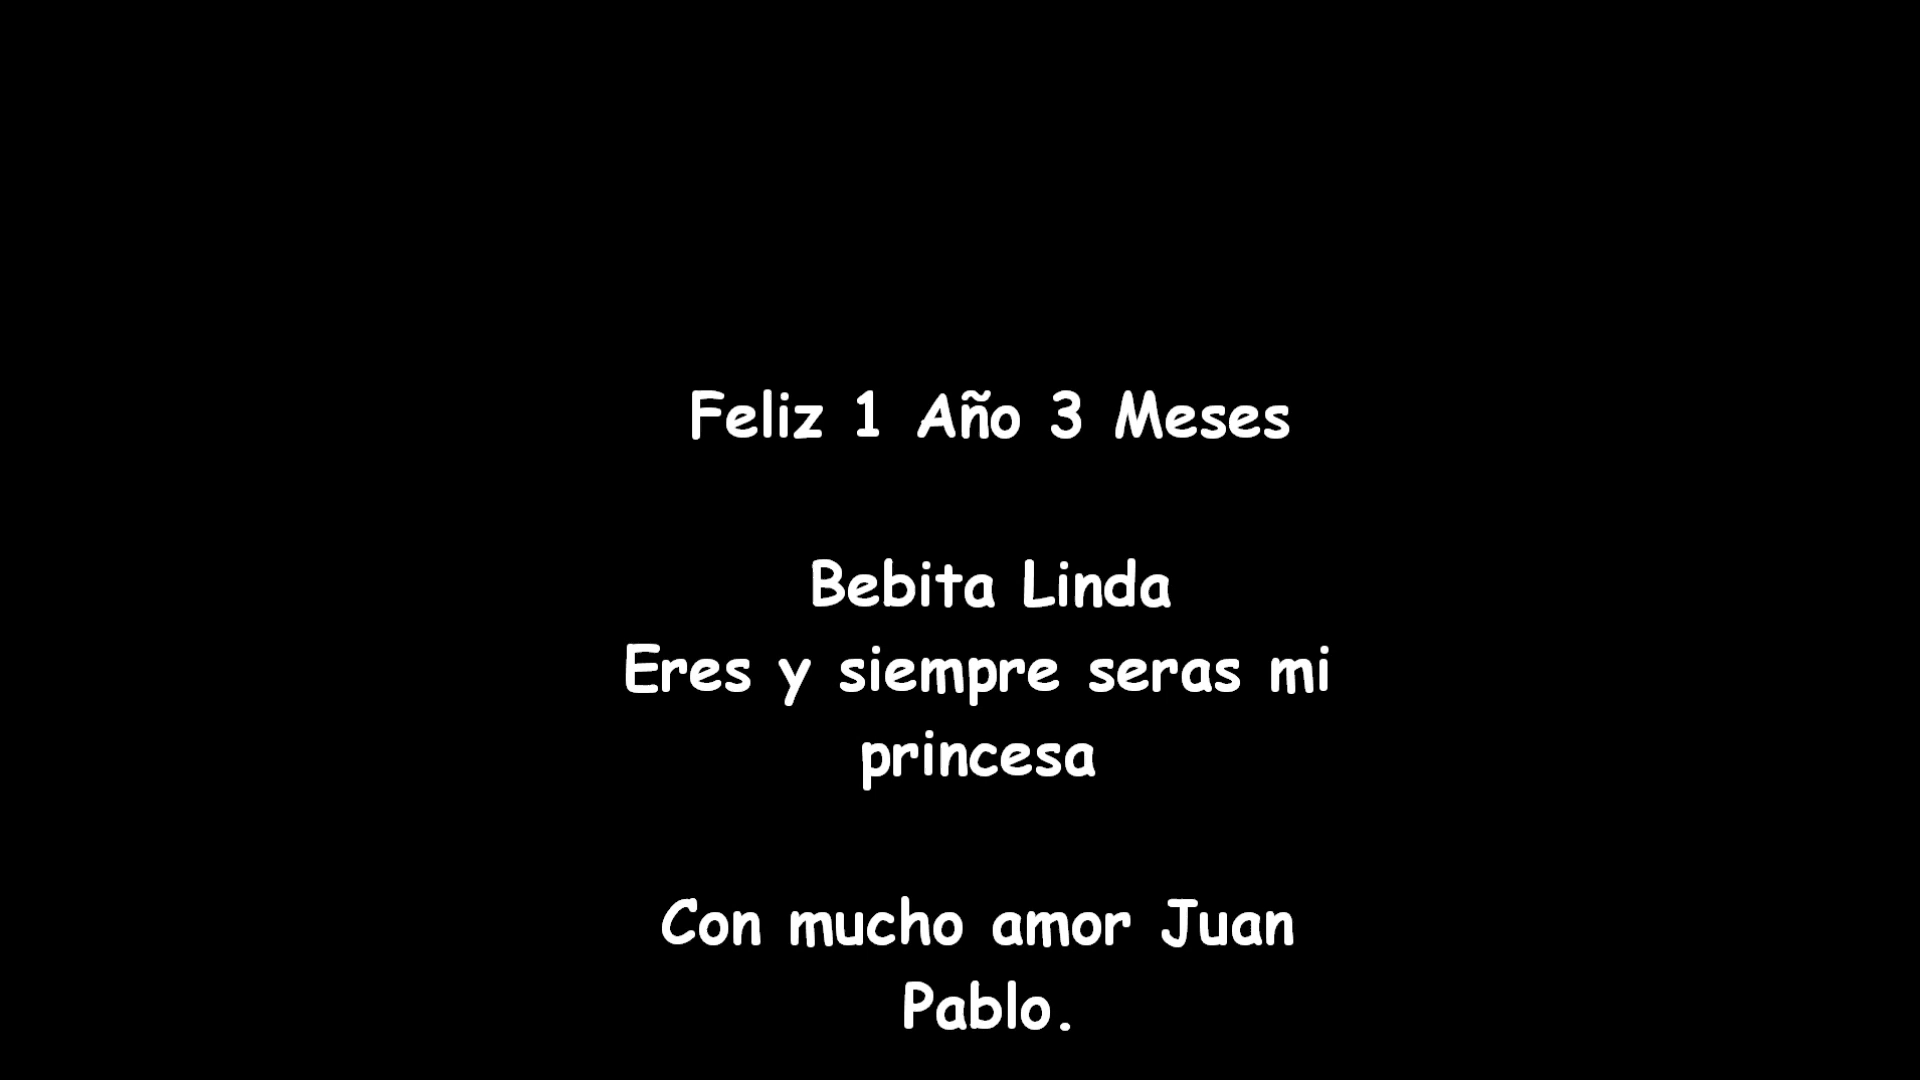 Feliz 1 Año 3 Meses
Bebita Linda
Eres y siempre seras mi
princesa
Con mucho amor Juan
Pablo.